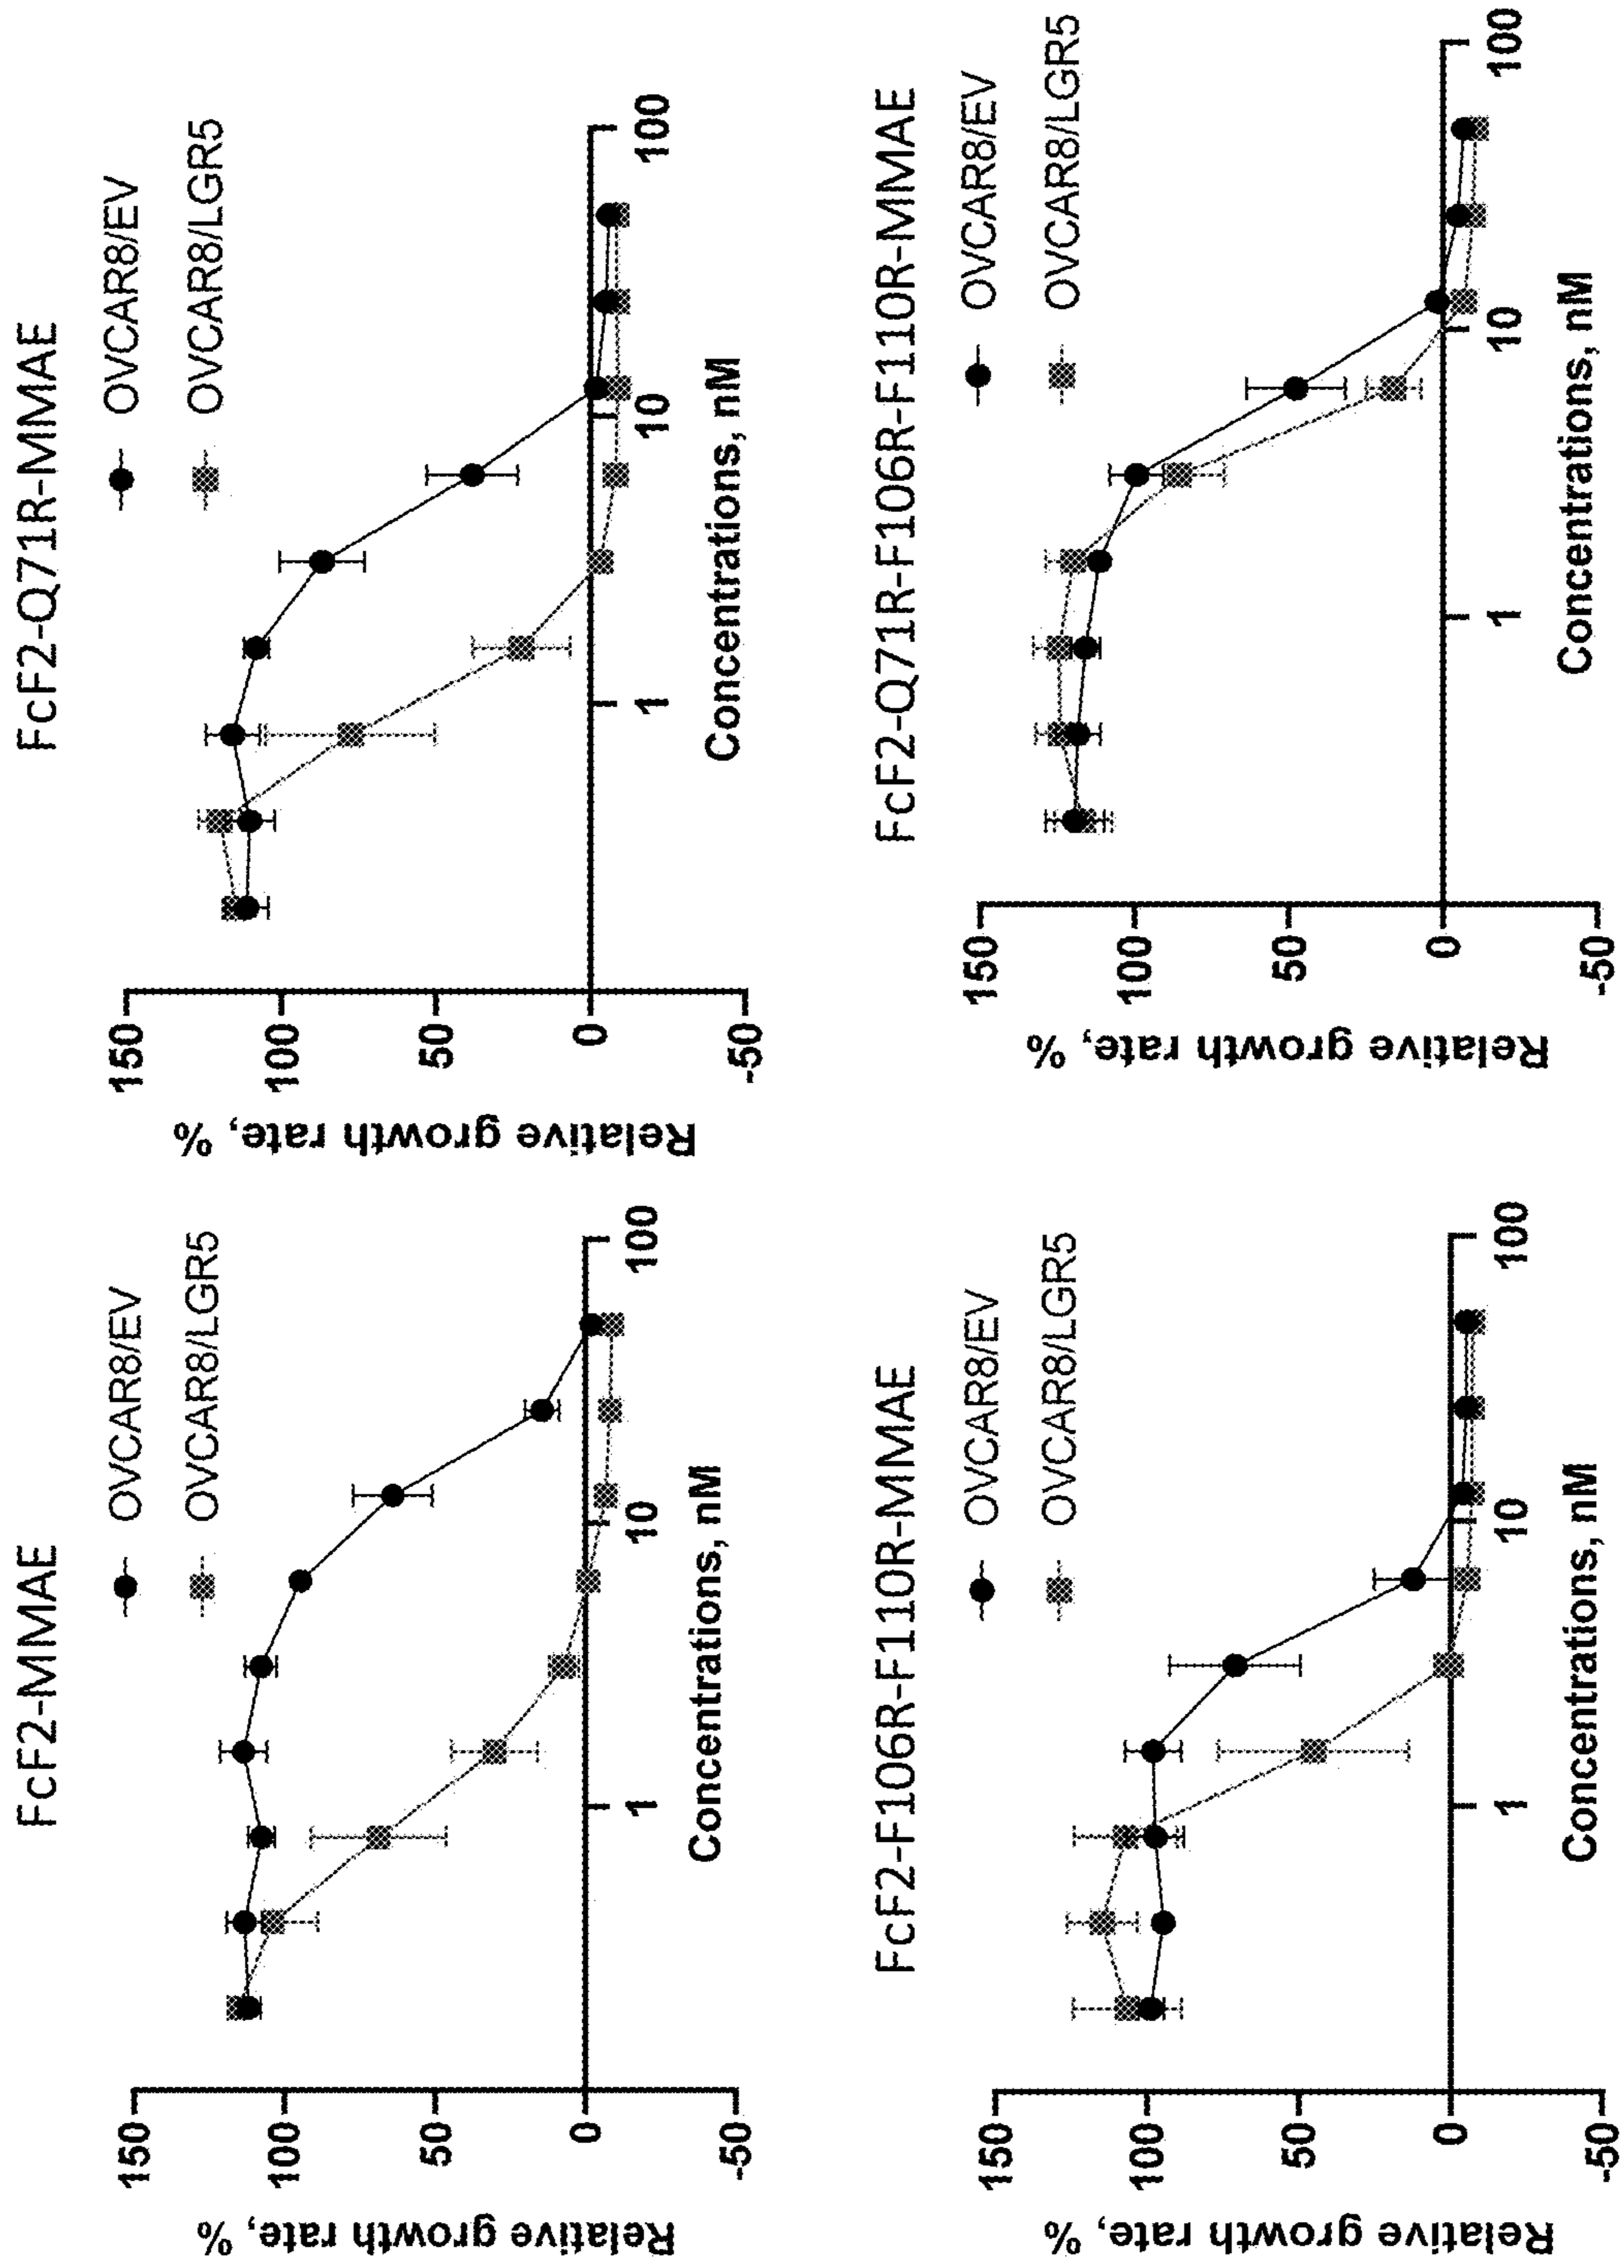 FcF2-MMAE
OVCAR8/EV
OVCAR8/LGR5
150
100
50
0
-50
1
10
100
Relative growth rate, %
Concentrations, nM
FcF2-Q71R-MMAE
OVCAR8/EV
OVCAR8/LGR5
150
100
50
0
-50
1
10
100
Relative growth rate, %
Concentrations, nM
FcF2-F106R-F110R-MMAE
OVCAR8/EV
OVCAR8/LGR5
150
100
50
0
-50
1
10
100
Relative growth rate, %
Concentrations, nM
FcF2-Q71R-F106R-F110R-MMAE
OVCAR8/EV
OVCAR8/LGR5
150
100
50
0
-50
1
10
100
Relative growth rate, %
Concentrations, nM